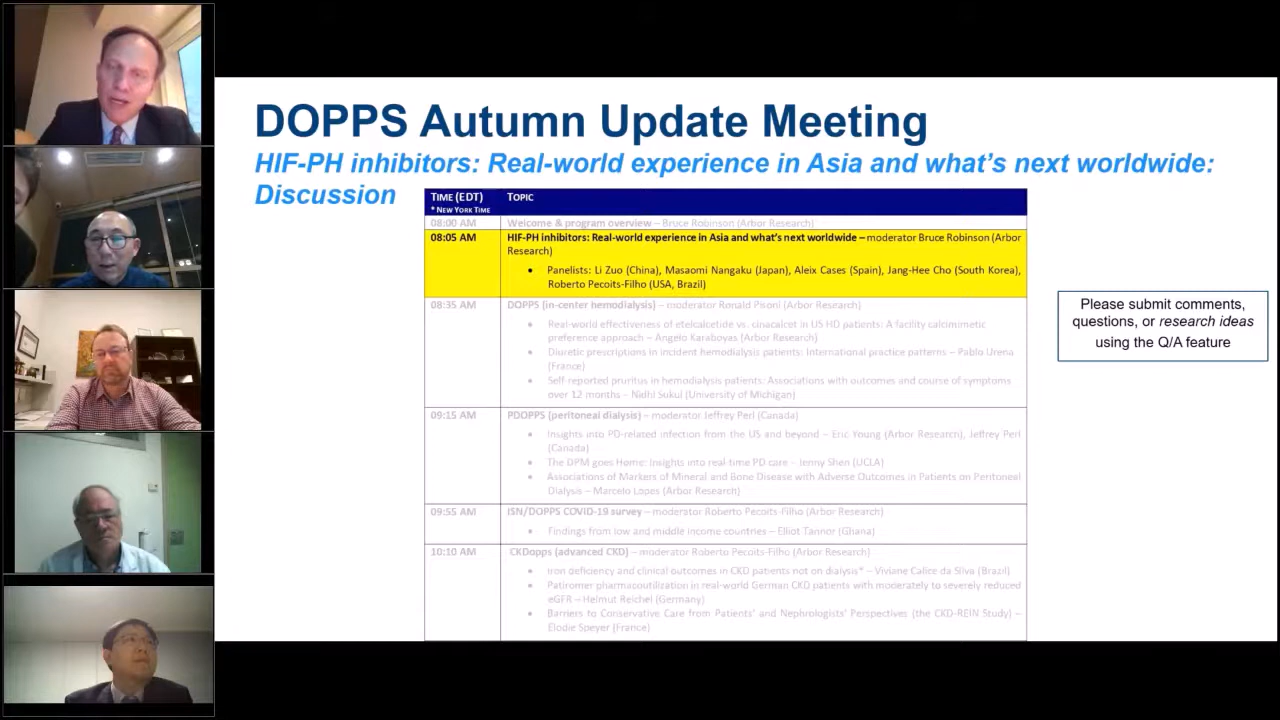 DOPPS Autumn Update Meeting
HIF-PH inhibitors: Real-world experience in Asia and what's next worldwide:
Discussion
TIME (EDT)
* NEW YORK TIME
TOPIC
08:00 AM
Welcome & program overview – Bruce Robinson (Arbor Research)
08:05 AM
HIF-PH inhibitors: Real-world experience in Asia and what's next worldwide – moderator Bruce Robinson (Arbor
Research)
• Panelists: Li Zuo (China), Masaomi Nangaku (Japan), Aleix Cases (Spain), Jang-Hee Cho (South Korea),
Roberto Pecoits-Filho (USA, Brazil)
08:35 AM
DOPPS (in-center hemodialysis) – moderator Ronald Pisoni (Arbor Research)
• Real-world effectiveness of etelcalcetide vs. cinacalcet in US HD patients: A facility calcimimetic
preference approach – Angelo Karaboyas (Arbor Research)
• Diuretic prescriptions in incident hemodialysis patients: International practice patterns – Pablo Urena
(France)
• Self-reported pruritus in hemodialysis patients: Associations with outcomes and course of symptoms
over 12 months – Nidhi Sukul (University of Michigan)
09:15 AM
PDOPPS (peritoneal dialysis) – moderator Jeffrey Perl (Canada)
• Insights into PD-related infection from the US and beyond – Eric Young (Arbor Research), Jeffrey Perl
(Canada)
• The DPM goes Home: Insights into real-time PD care – Jenny Shen (UCLA)
• Associations of Markers of Mineral and Bone Disease with Adverse Outcomes in Patients on Peritoneal
Dialysis – Marcelo Lopes (Arbor Research)
09:55 AM
ISN/DOPPS COVID-19 survey – moderator Roberto Pecoits-Filho (Arbor Research)
• Findings from low and middle income countries – Elliot Tannor (Ghana)
10:10 AM
CKDopps (advanced CKD) – moderator Roberto Pecoits-Filho (Arbor Research)
• Iron deficiency and clinical outcomes in CKD patients not on dialysis* – Viviane Calice da Silva (Brazil)
• Patiromer pharmacoutilization in real-world German CKD patients with moderately to severely reduced
eGFR – Helmut Reichel (Germany)
• Barriers to Conservative Care from Patients' and Nephrologists' Perspectives (the CKD-REIN Study) –
Elodie Speyer (France)
Please submit comments,
questions, or research ideas
using the Q/A feature